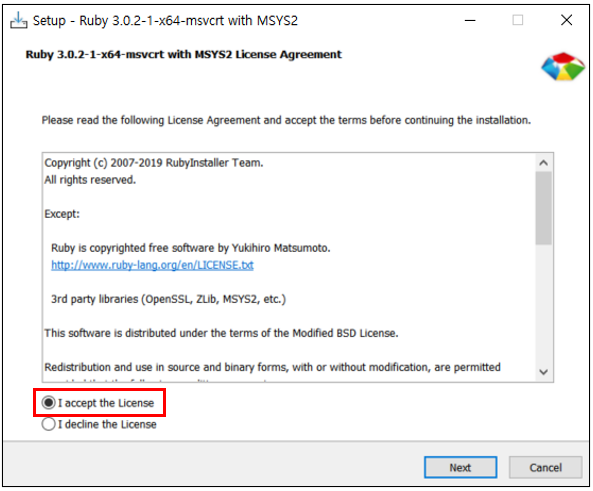 Setup - Ruby 3.0.2-1-x64-msvcrt with MSYS2
Ruby 3.0.2-1-x64-msvcrt with MSYS2 License Agreement
Please read the following License Agreement and accept the terms before continuing the installation.
Copyright (c) 2007-2019 RubyInstaller Team.
All rights reserved.
Except:
Ruby is copyrighted free software by Yukihiro Matsumoto.
http://www.ruby-lang.org/en/LICENSE.txt
3rd party libraries (OpenSSL, ZLib, MSYS2, etc.)
This software is distributed under the terms of the Modified BSD License.
Redistribution and use in source and binary forms, with or without modification, are permitted
I accept the License
I decline the License
Next
Cancel